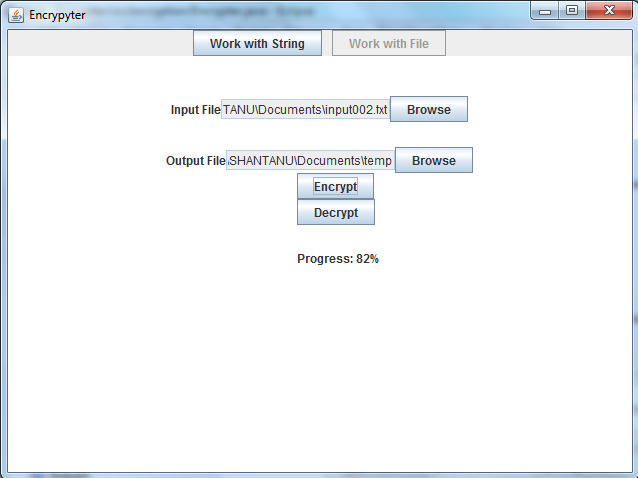 Encrypyter
Work with String Work with File
Input File TANU\Documents\input002.txt Browse
Output File \SHANTANU\Documents\temp Browse
Encrypt
Decrypt
Progress: 82%